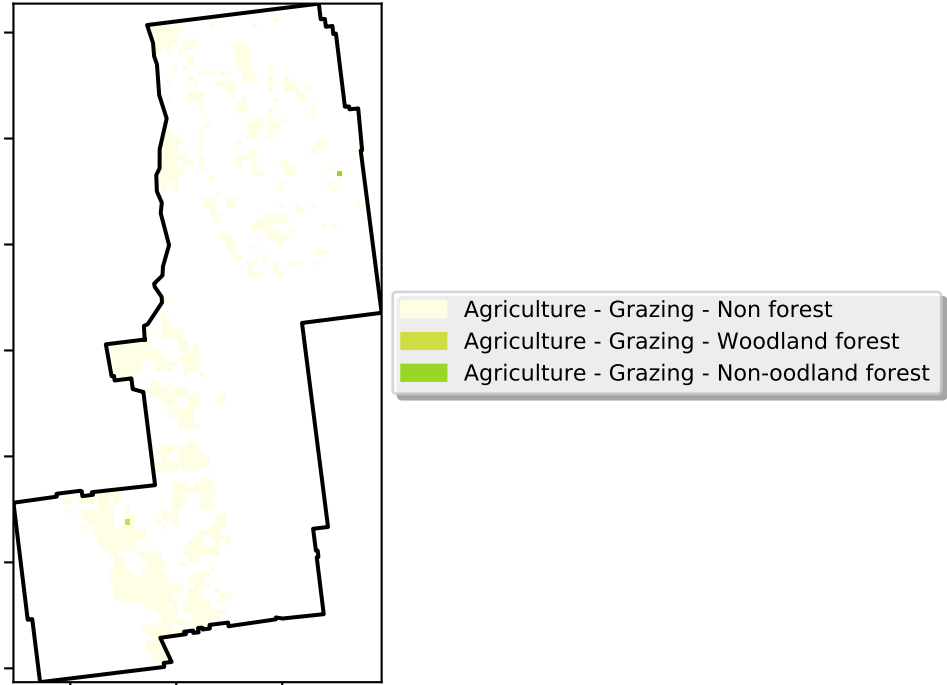 Agriculture - Grazing - Non forest
Agriculture - Grazing - Woodland forest
Agriculture - Grazing - Non-oodland forest